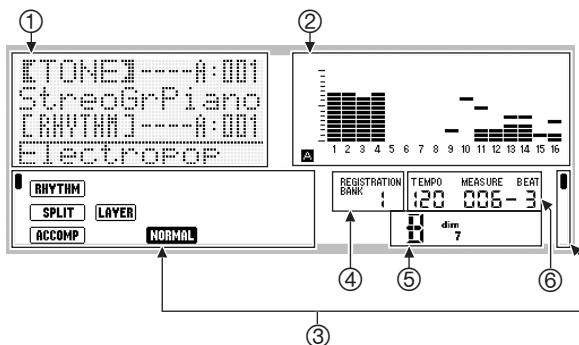 ① ②
【TONE】----A:001
StreoGrPiano
[RHYTHM]----A:001
Electropop
A
1 2 3 4 5 6 7 8 9 10 11 12 13 14 15 16
RHYTHM
SPLIT LAYER
ACCOMP NORMAL
REGISTRATION
BANK 1
TEMPO MEASURE BEAT
120 006- 3
B dim
7
④ ⑤ ⑥
③